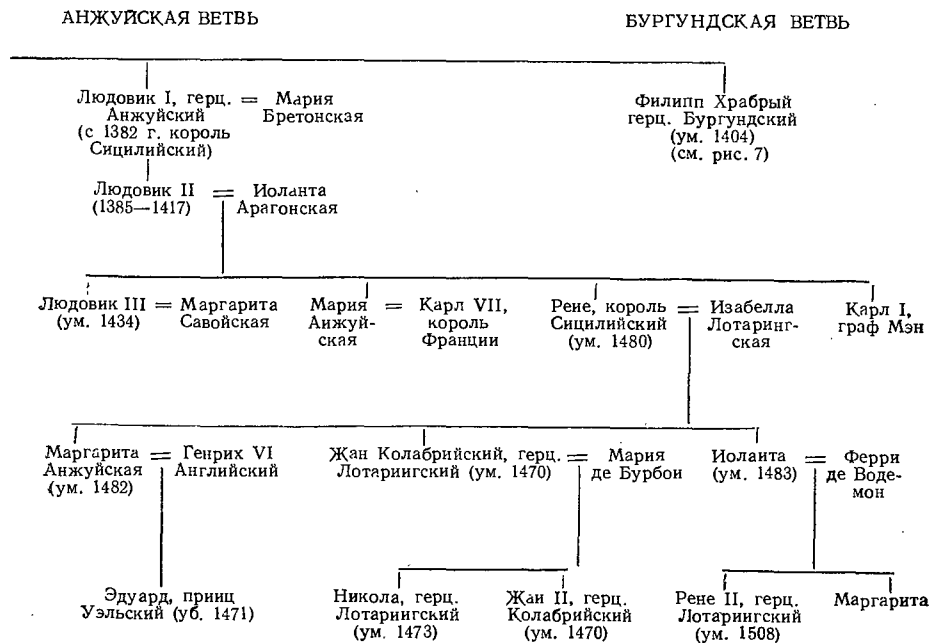 АНЖУЙСКАЯ ВЕТВЬ
БУРГУНДСКАЯ ВЕТВЬ
Людовик I, герц. = Мария
Анжуйский Бретонская
(с 1382 г. король
Сицилийский)
Филипп Храбрый
герц. Бургундский
(ум. 1404)
(см. рис. 7)
Людовик II = Иоланта
(1385—1417) Арагонская
Людовик III = Маргарита
(ум. 1434) Савойская
Мария = Карл VII,
Анжуй- король
ская Франции
Рене, король = Изабелла
Сицилийский Лотаринг-
(ум. 1480) ская
Карл I,
граф Мэн
Маргарита = Генрих VI
Анжуйская Английский
(ум. 1482)
Жан Колабрийский, герц. = Мария
Лотарингский (ум. 1470) де Бурбон
Иоланта = Ферри
(ум. 1483) де Воде-
мон
Эдуард, принц
Уэльский (уб. 1471)
Никола, герц.
Лотарингский
(ум. 1473)
Жан II, герц.
Колабрийский
(ум. 1470)
Рене II, герц.
Лотарингский
(ум. 1508)
Маргарита